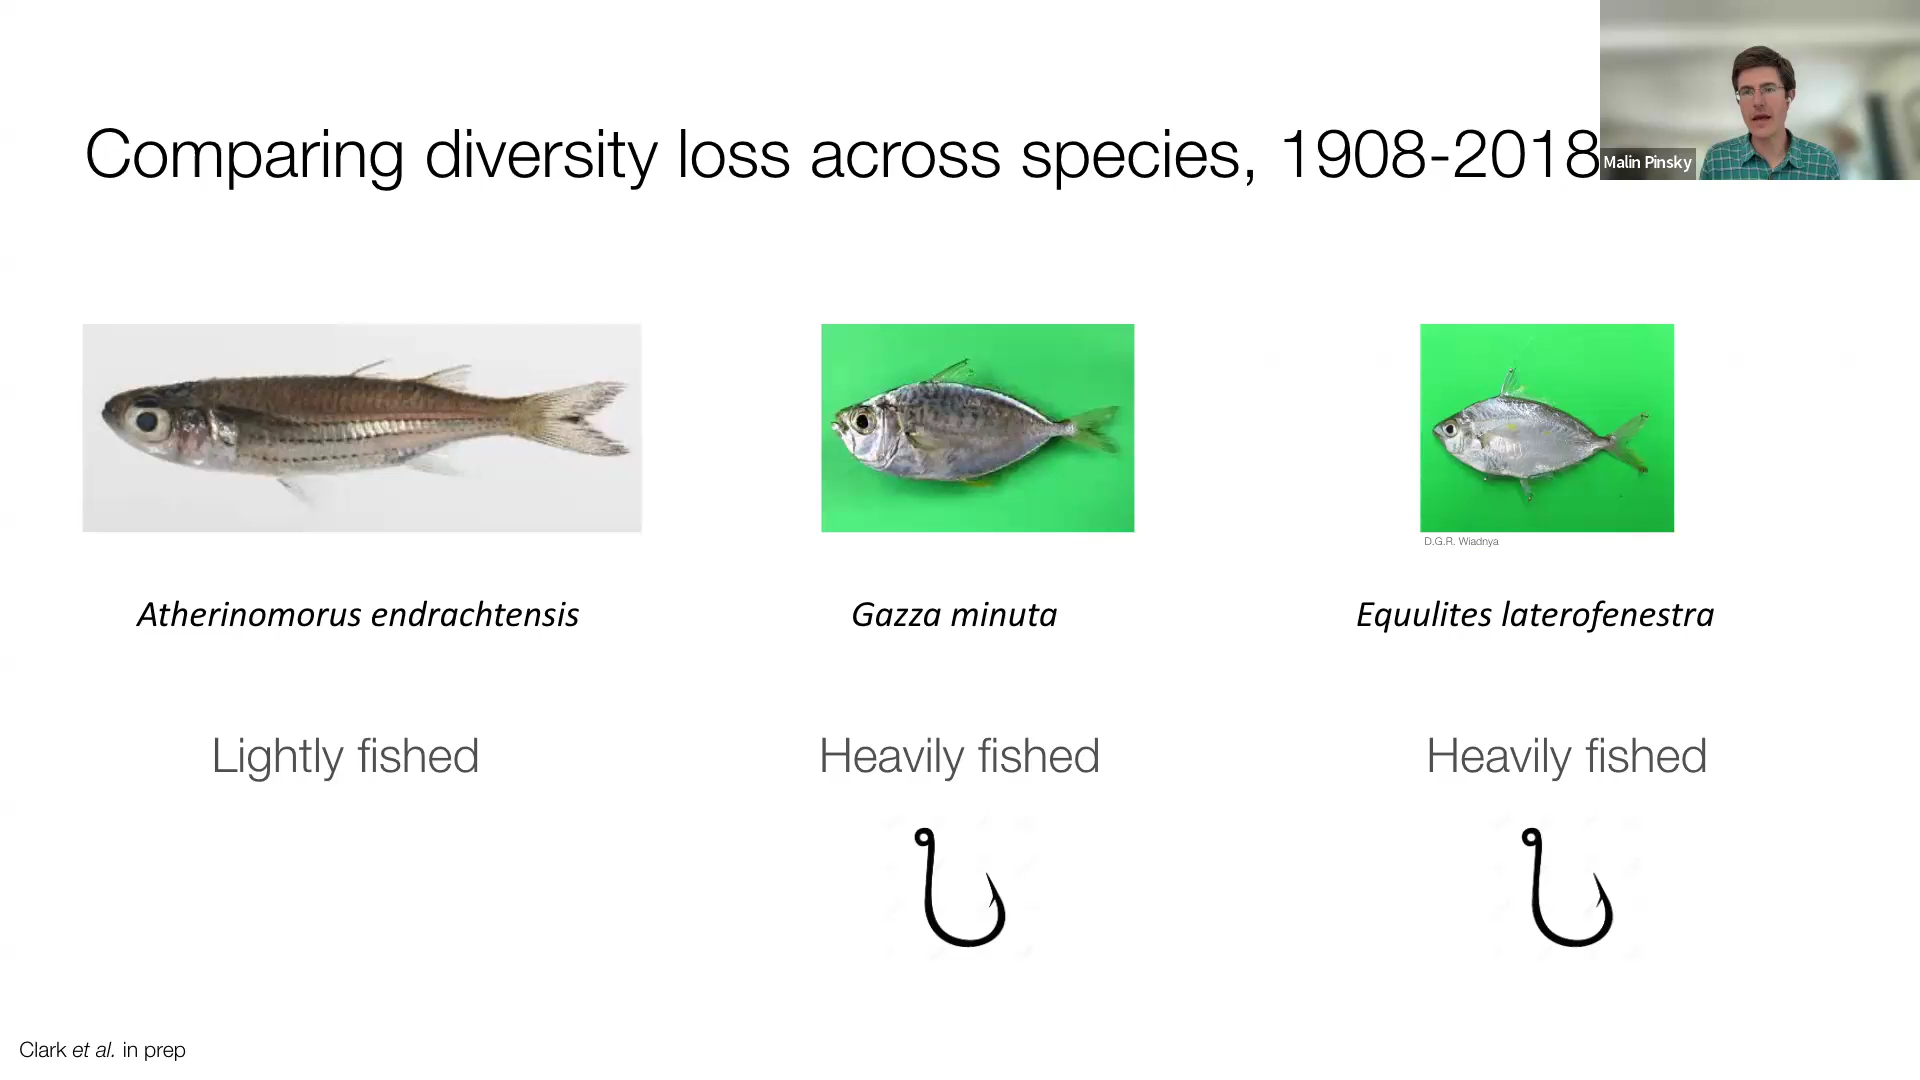 Comparing diversity loss across species, 1908-2018
Malin Pinsky
D.G.R. Wiadnya
Atherinomorus endrachtensis
Gazza minuta
Equulites laterofenestra
Lightly fished
Heavily fished
Heavily fished
Clark et al. in prep